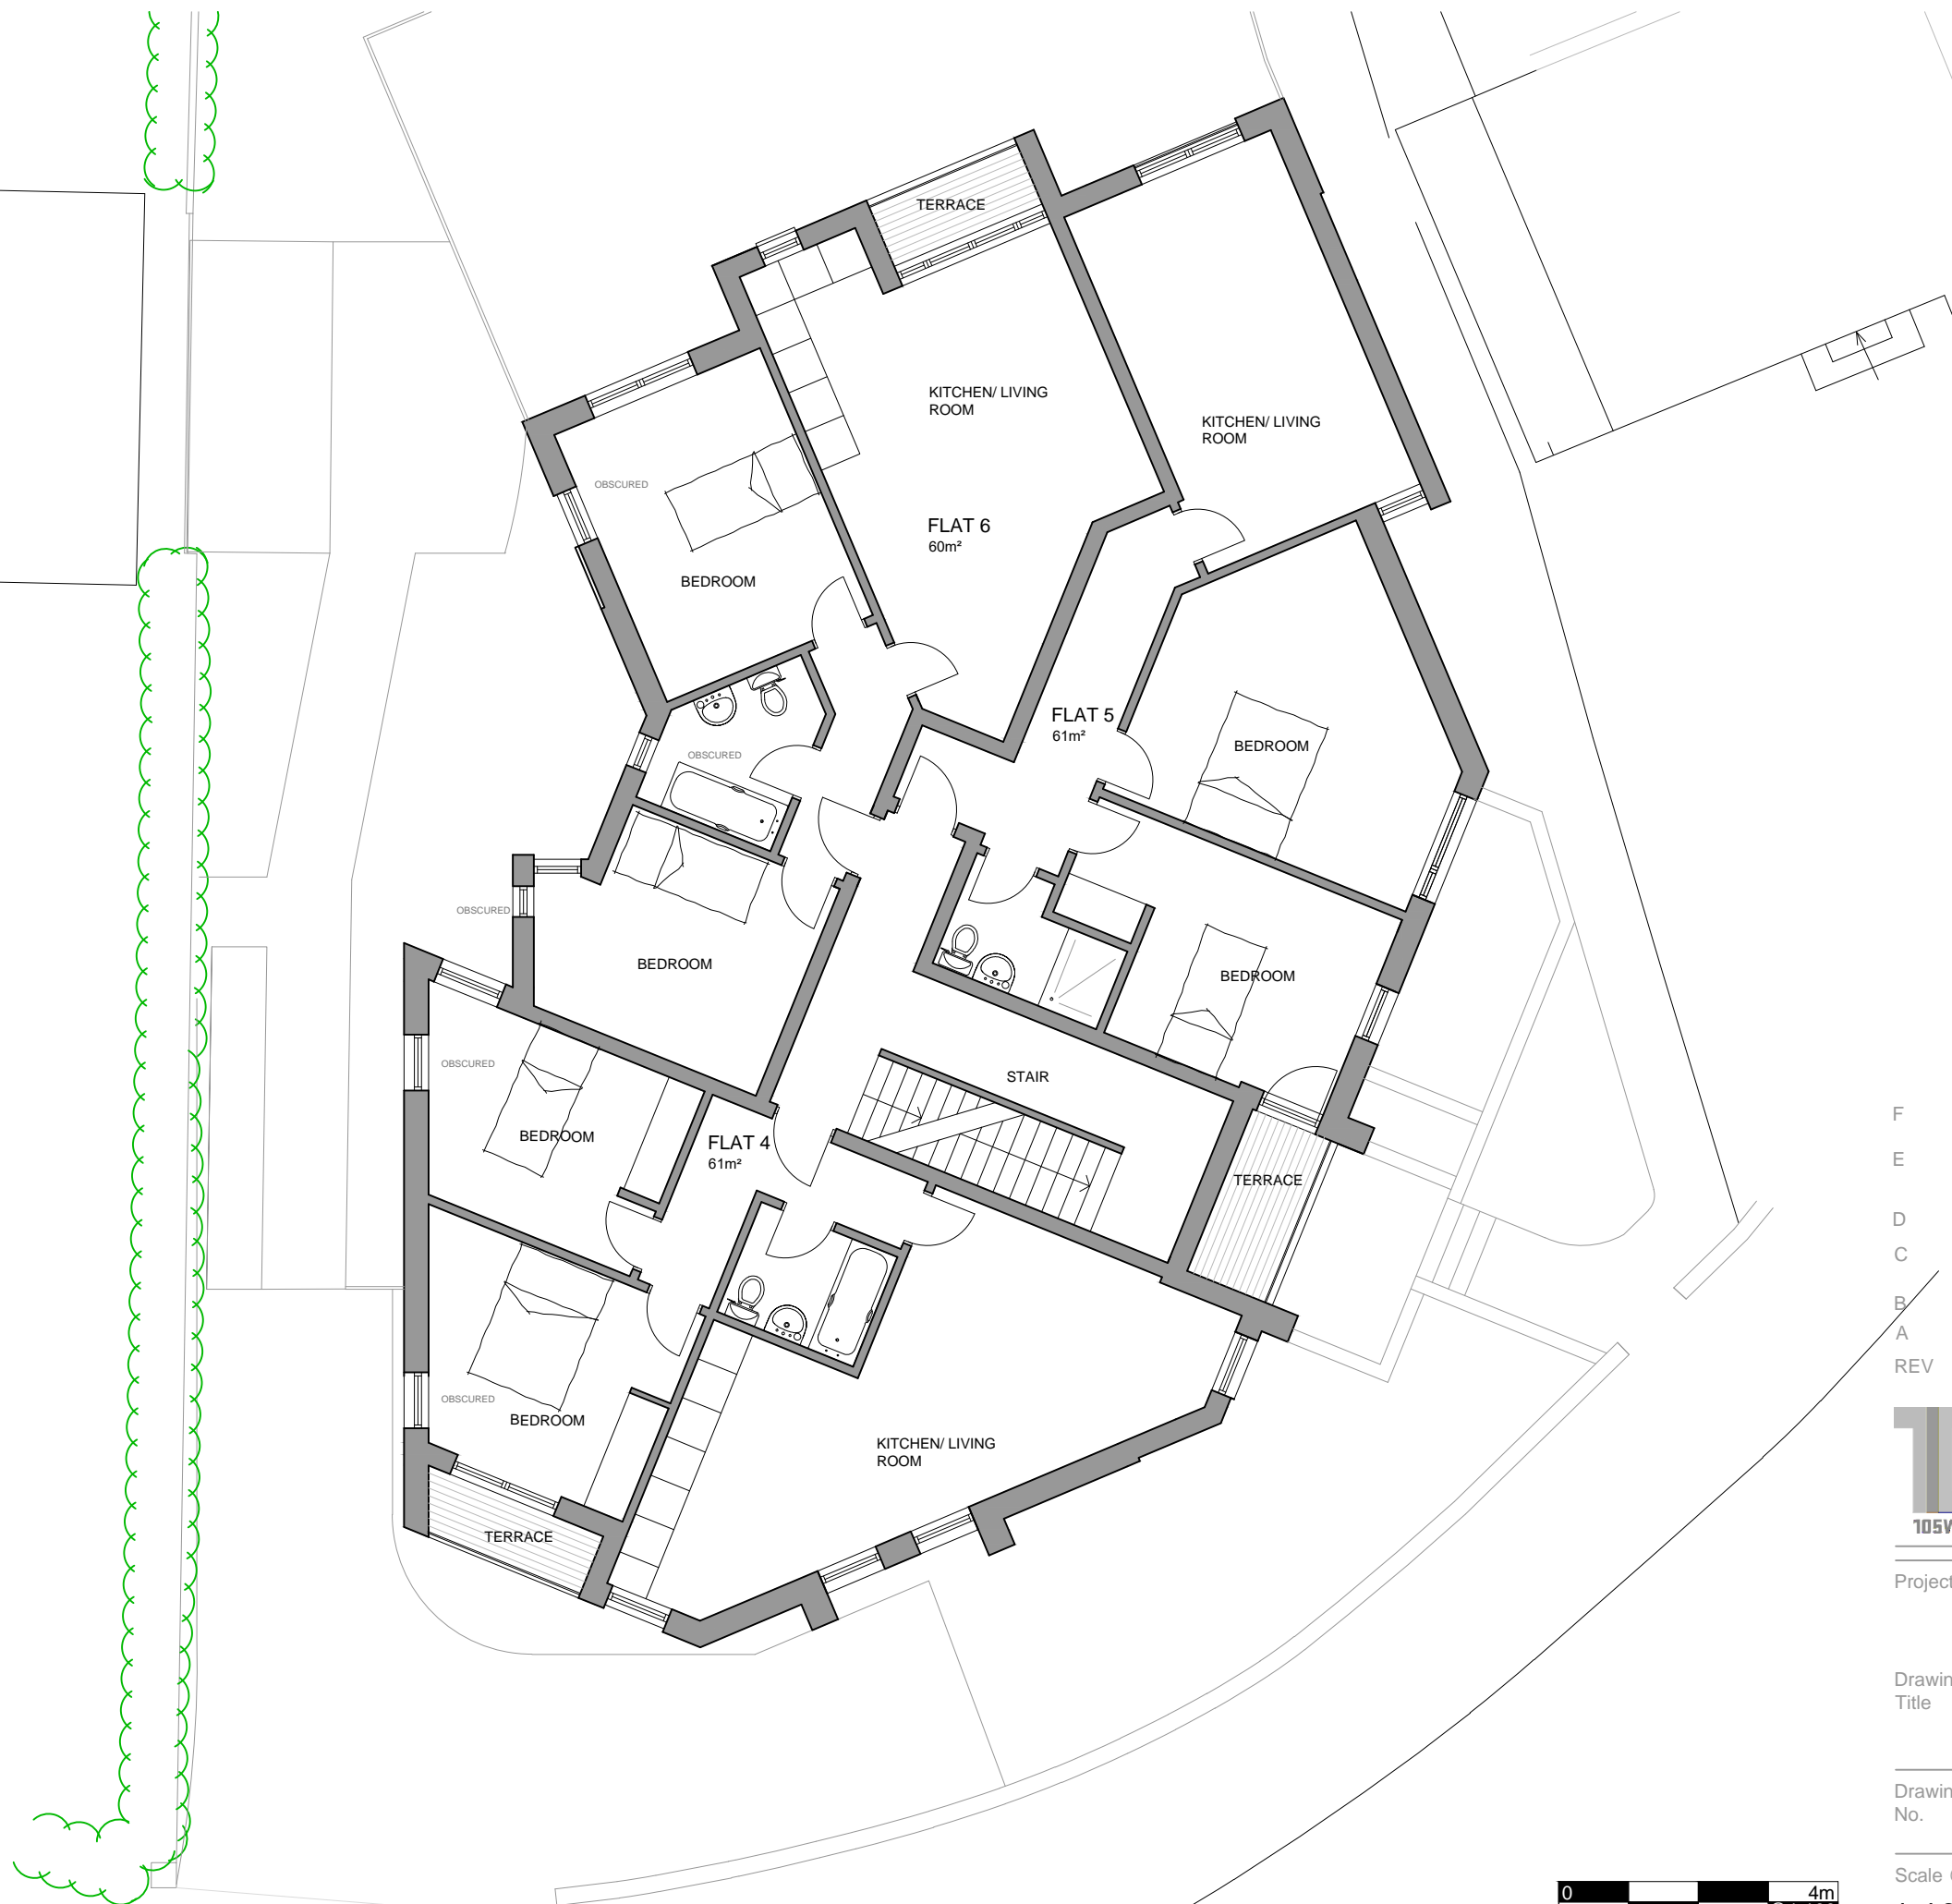 TERRACE
KITCHEN/ LIVING
ROOM
KITCHEN/ LIVING
ROOM
OBSCURED
FLAT 6
60m²
BEDROOM
FLAT 5
61m²
BEDROOM
OBSCURED
OBSCURED
BEDROOM
BEDROOM
OBSCURED
STAIR
BEDROOM
FLAT 4
61m²
TERRACE
OBSCURED
BEDROOM
KITCHEN/ LIVING
ROOM
TERRACE
F
E
D
C
B
A
REV
105
Project
Drawin
Title
Drawin
No.
Scale
0 4m